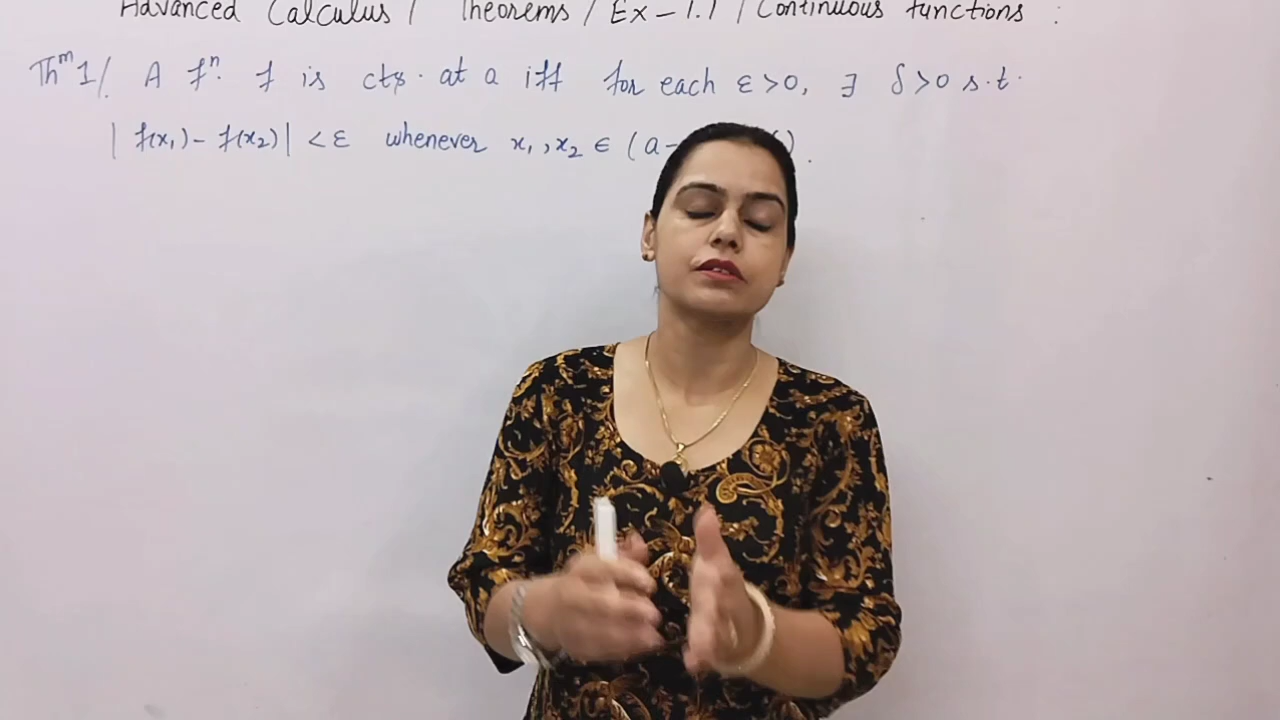 Advanced Calculus / Theorems / Ex - 1.1 / Continuous functions :
Thᵐ 1/. A fⁿ. f is cts. at a iff for each ε>0, ∃ δ>0 s.t.
| f(x₁) - f(x₂)| < ε whenever x₁, x₂ ∈ (a- ) .